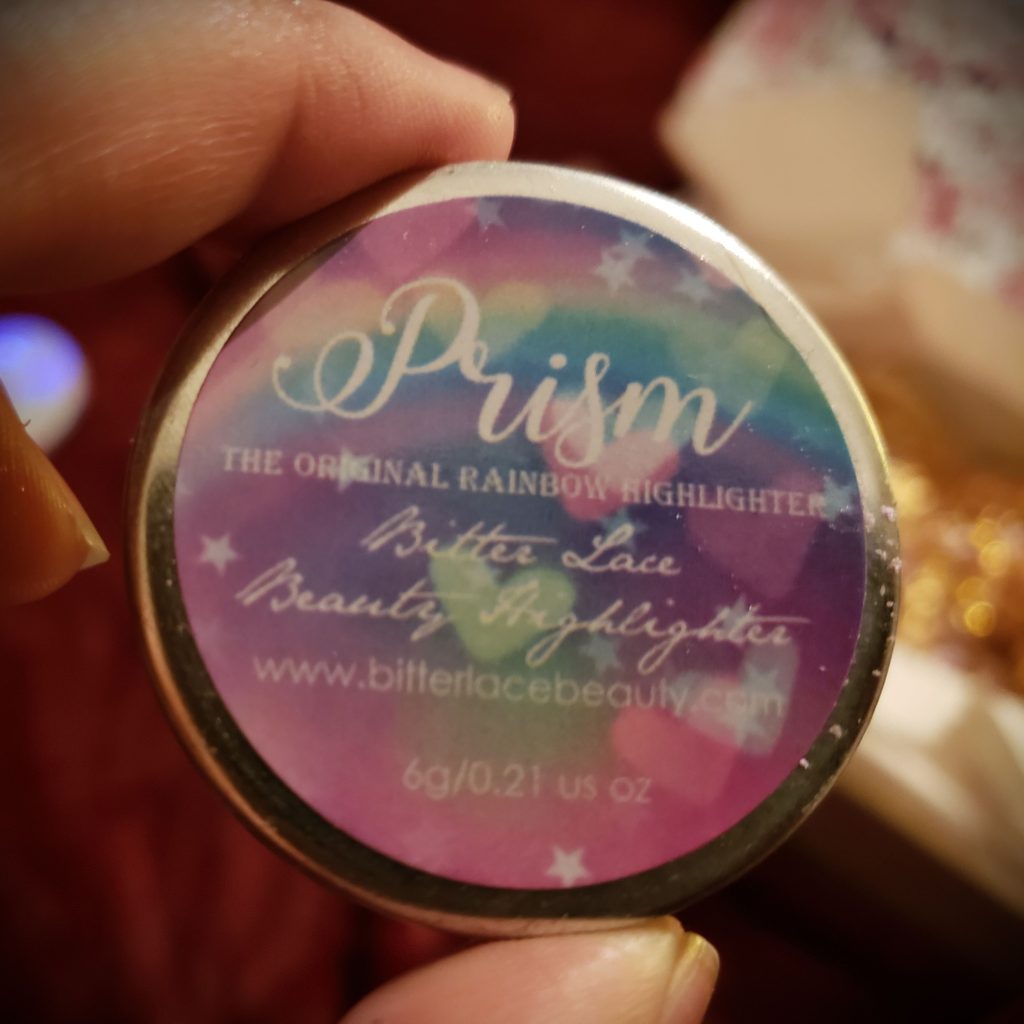 Prism
THE ORIGINAL RAINBOW HIGHLIGHTER
Bitter Lace
Beauty Highlighter
www.bitterlacebeauty.com
6g/0.21 us oz